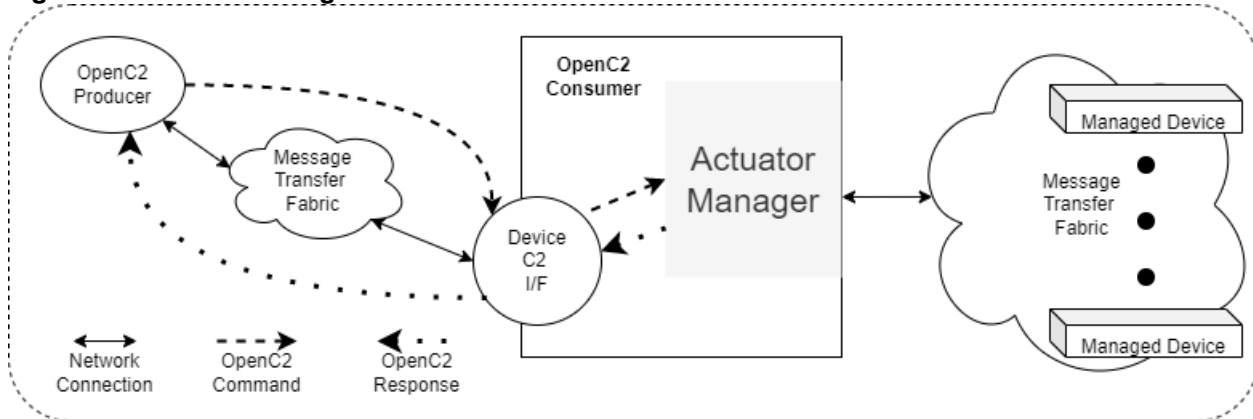 OpenC2
Producer
Message
Transfer
Fabric
OpenC2
Consumer
Actuator
Manager
Device
C2
I/F
Managed Device
Message
Transfer
Fabric
Managed Device
Network
Connection
OpenC2
Command
OpenC2
Response